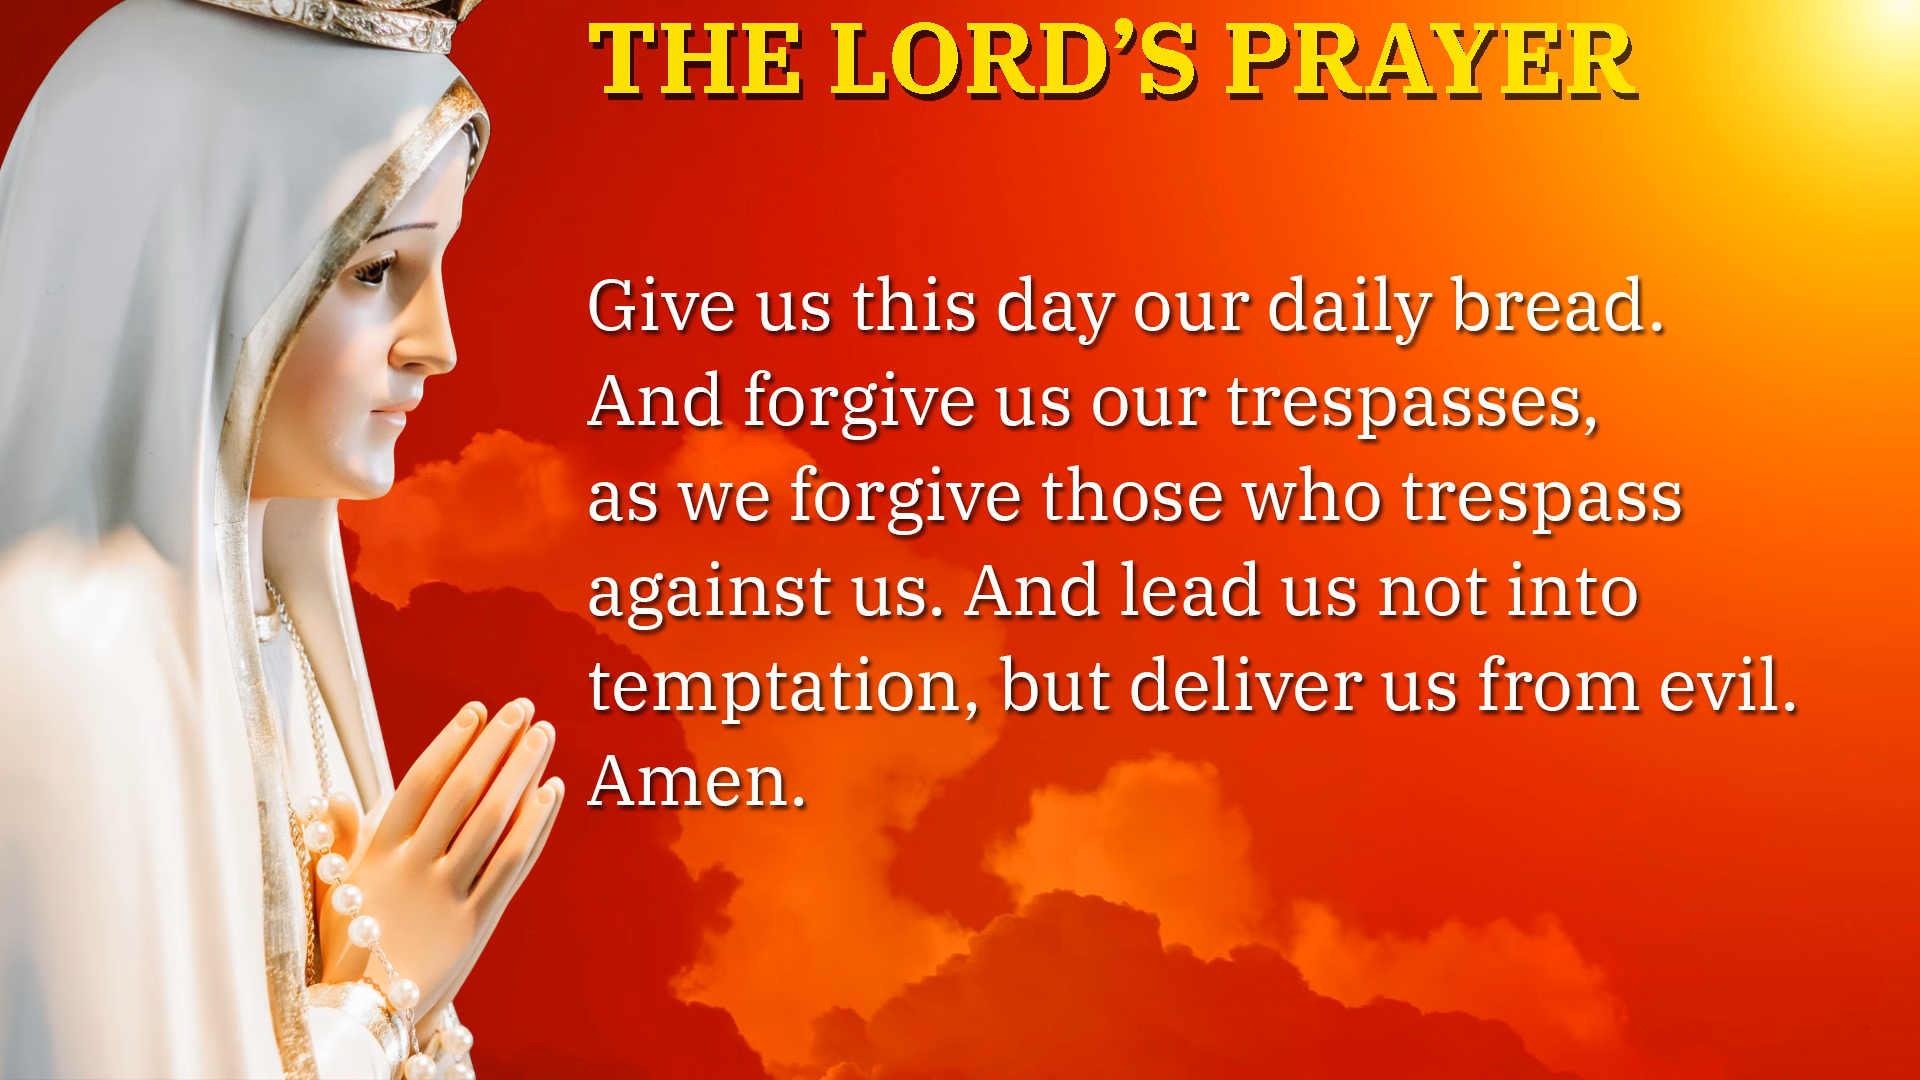 THE LORD’S PRAYER
Give us this day our daily bread.
And forgive us our trespasses,
as we forgive those who trespass
against us. And lead us not into
temptation, but deliver us from evil.
Amen.